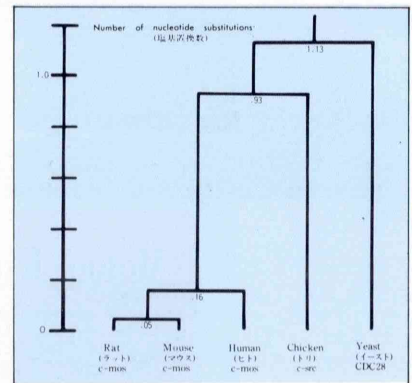 Number of nucleotide substitutions
(塩基置換数)
1.13
1.0
.93
.16
.05
0
Rat Mouse Human Chicken Yeast
(ラット) (マウス) (ヒト) (トリ) (イースト)
c-mos c-mos c-mos c-src CDC28